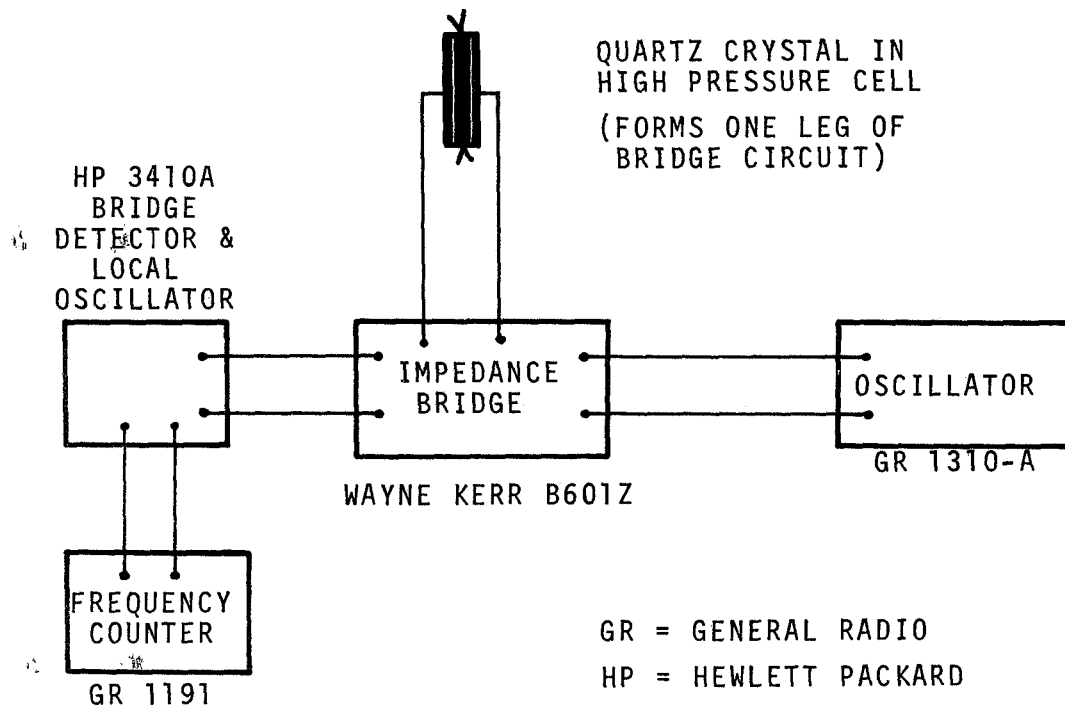 QUARTZ CRYSTAL IN
HIGH PRESSURE CELL
(FORMS ONE LEG OF
BRIDGE CIRCUIT)
HP 3410A
BRIDGE
DETECTOR &
LOCAL
OSCILLATOR
IMPEDANCE
BRIDGE
WAYNE KERR B601Z
OSCILLATOR
GR 1310-A
FREQUENCY
COUNTER
GR 1191
GR = GENERAL RADIO
HP = HEWLETT PACKARD